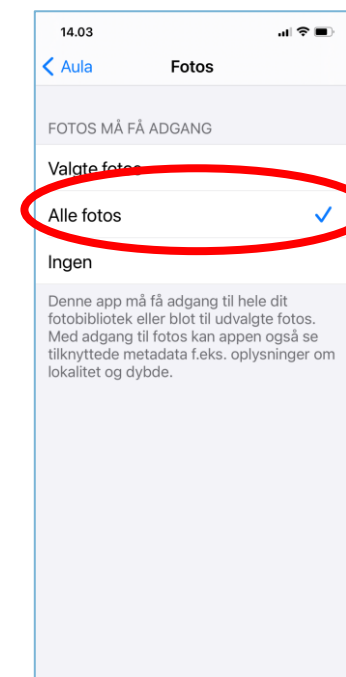 14.03
Aula Fotos
FOTOS MÅ FÅ ADGANG
Valgte fotos
Alle fotos
Ingen
Denne app må få adgang til hele dit
fotobibliotek eller blot til udvalgte fotos.
Med adgang til fotos kan appen også se
tilknyttede metadata f.eks. oplysninger om
lokalitet og dybde.